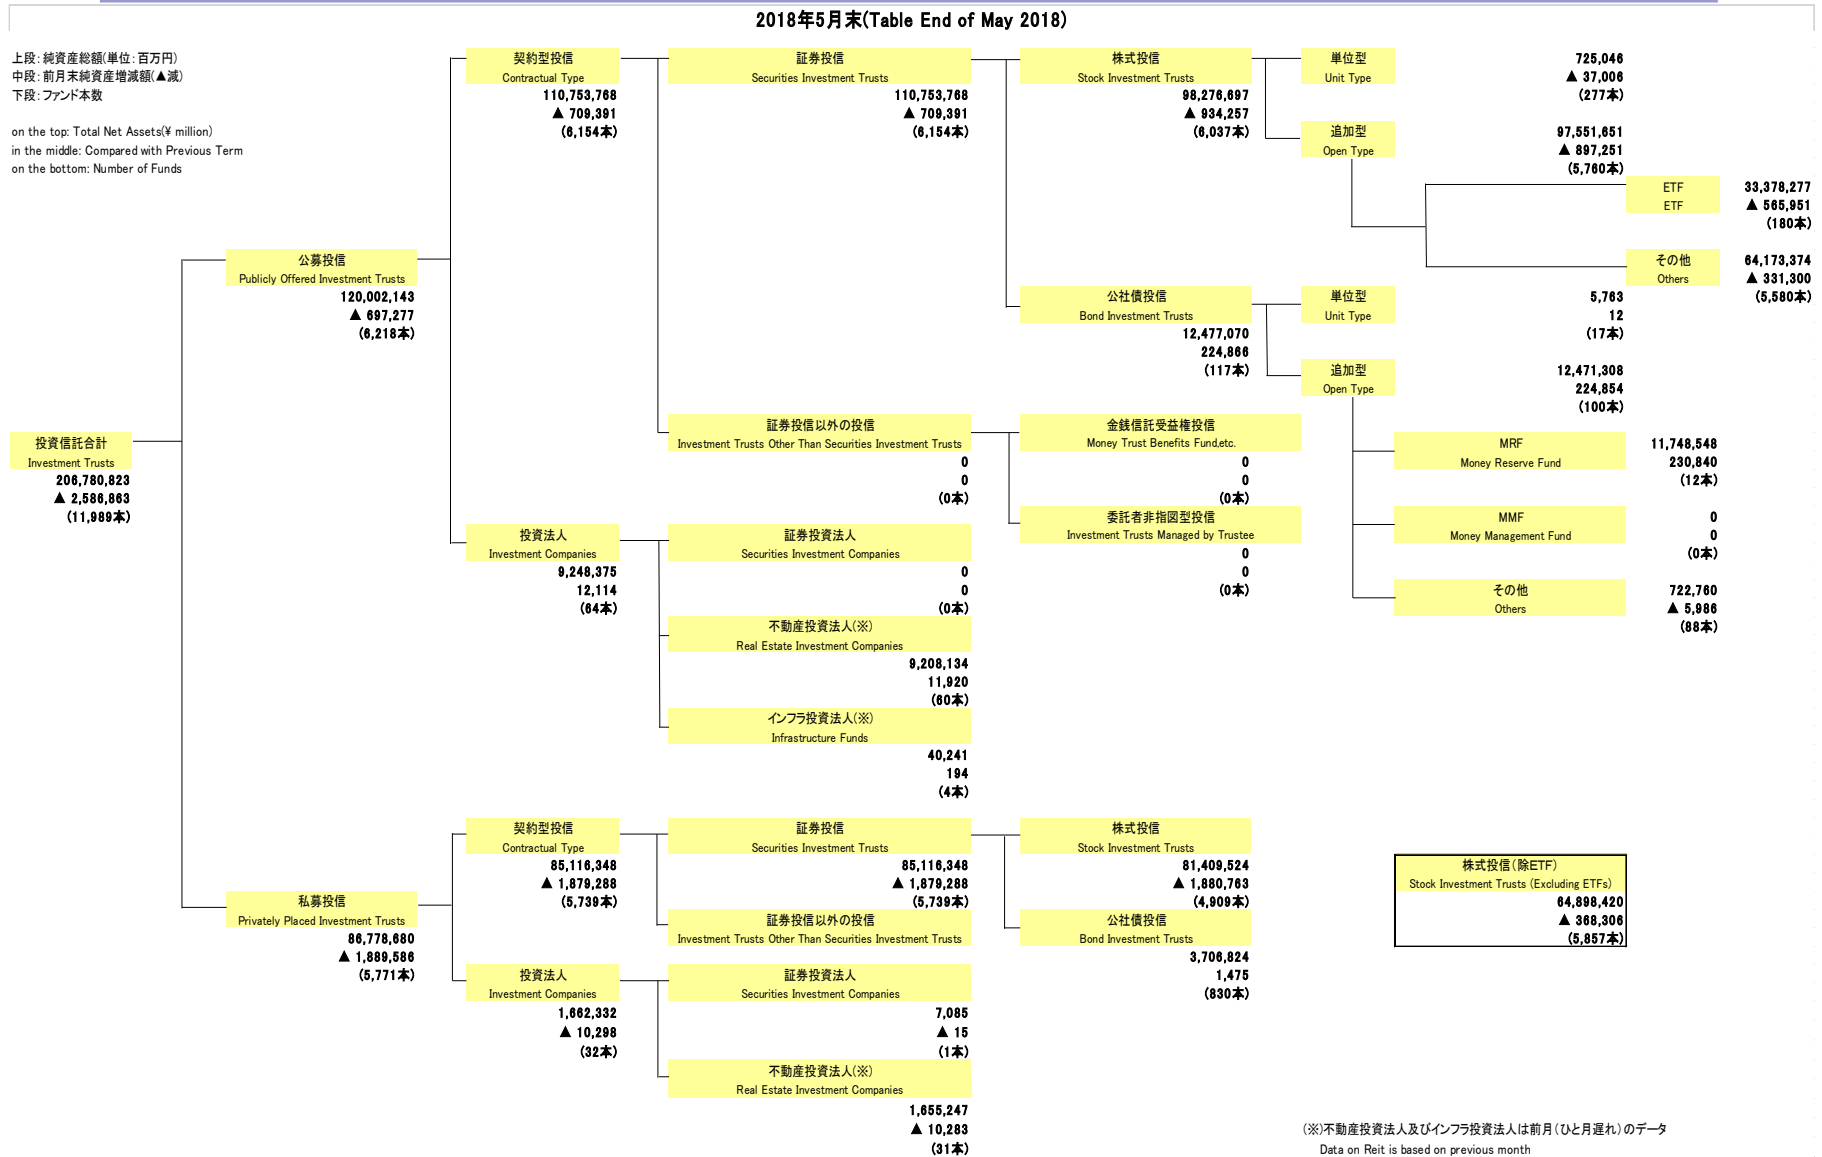 2018年5月末(Table End of May 2018)
上段：純資産総額(単位：百万円)
中段：前月末純資産増減額(▲減)
下段：ファンド本数
on the top: Total Net Assets(¥ million)
in the middle: Compared with Previous Term
on the bottom: Number of Funds
投資信託合計
Investment Trusts
206,780,823
▲ 2,586,863
(11,989本)
公募投信
Publicly Offered Investment Trusts
120,002,143
▲ 697,277
(6,218本)
契約型投信
Contractual Type
110,753,768
▲ 709,391
(6,154本)
証券投信
Securities Investment Trusts
110,753,768
▲ 709,391
(6,154本)
株式投信
Stock Investment Trusts
98,276,697
▲ 934,257
(6,037本)
単位型
Unit Type
725,046
▲ 37,006
(277本)
追加型
Open Type
97,551,651
▲ 897,251
(5,760本)
ETF
ETF
33,378,277
▲ 565,951
(180本)
その他
Others
64,173,374
▲ 331,300
(5,580本)
公社債投信
Bond Investment Trusts
12,477,070
224,866
(117本)
単位型
Unit Type
5,763
12
(17本)
追加型
Open Type
12,471,308
224,854
(100本)
MRF
Money Reserve Fund
11,748,548
230,840
(12本)
MMF
Money Management Fund
0
0
(0本)
その他
Others
722,760
▲ 5,986
(88本)
証券投信以外の投信
Investment Trusts Other Than Securities Investment Trusts
0
0
(0本)
金銭信託受益権投信
Money Trust Benefits Fund,etc.
0
0
(0本)
委託者非指図型投信
Investment Trusts Managed by Trustee
0
0
(0本)
投資法人
Investment Companies
9,248,375
12,114
(64本)
証券投資法人
Securities Investment Companies
0
0
(0本)
不動産投資法人(※)
Real Estate Investment Companies
9,208,134
11,920
(60本)
インフラ投資法人(※)
Infrastructure Funds
40,241
194
(4本)
私募投信
Privately Placed Investment Trusts
86,778,680
▲ 1,889,586
(5,771本)
契約型投信
Contractual Type
85,116,348
▲ 1,879,288
(5,739本)
証券投信
Securities Investment Trusts
85,116,348
▲ 1,879,288
(5,739本)
株式投信
Stock Investment Trusts
81,409,524
▲ 1,880,763
(4,909本)
公社債投信
Bond Investment Trusts
3,706,824
1,475
(830本)
証券投信以外の投信
Investment Trusts Other Than Securities Investment Trusts
投資法人
Investment Companies
1,662,332
▲ 10,298
(32本)
証券投資法人
Securities Investment Companies
7,085
▲ 15
(1本)
不動産投資法人(※)
Real Estate Investment Companies
1,655,247
▲ 10,283
(31本)
株式投信(除ETF)
Stock Investment Trusts (Excluding ETFs)
64,898,420
▲ 368,306
(5,857本)
(※)不動産投資法人及びインフラ投資法人は前月(ひと月遅れ)のデータ
Data on Reit is based on previous month